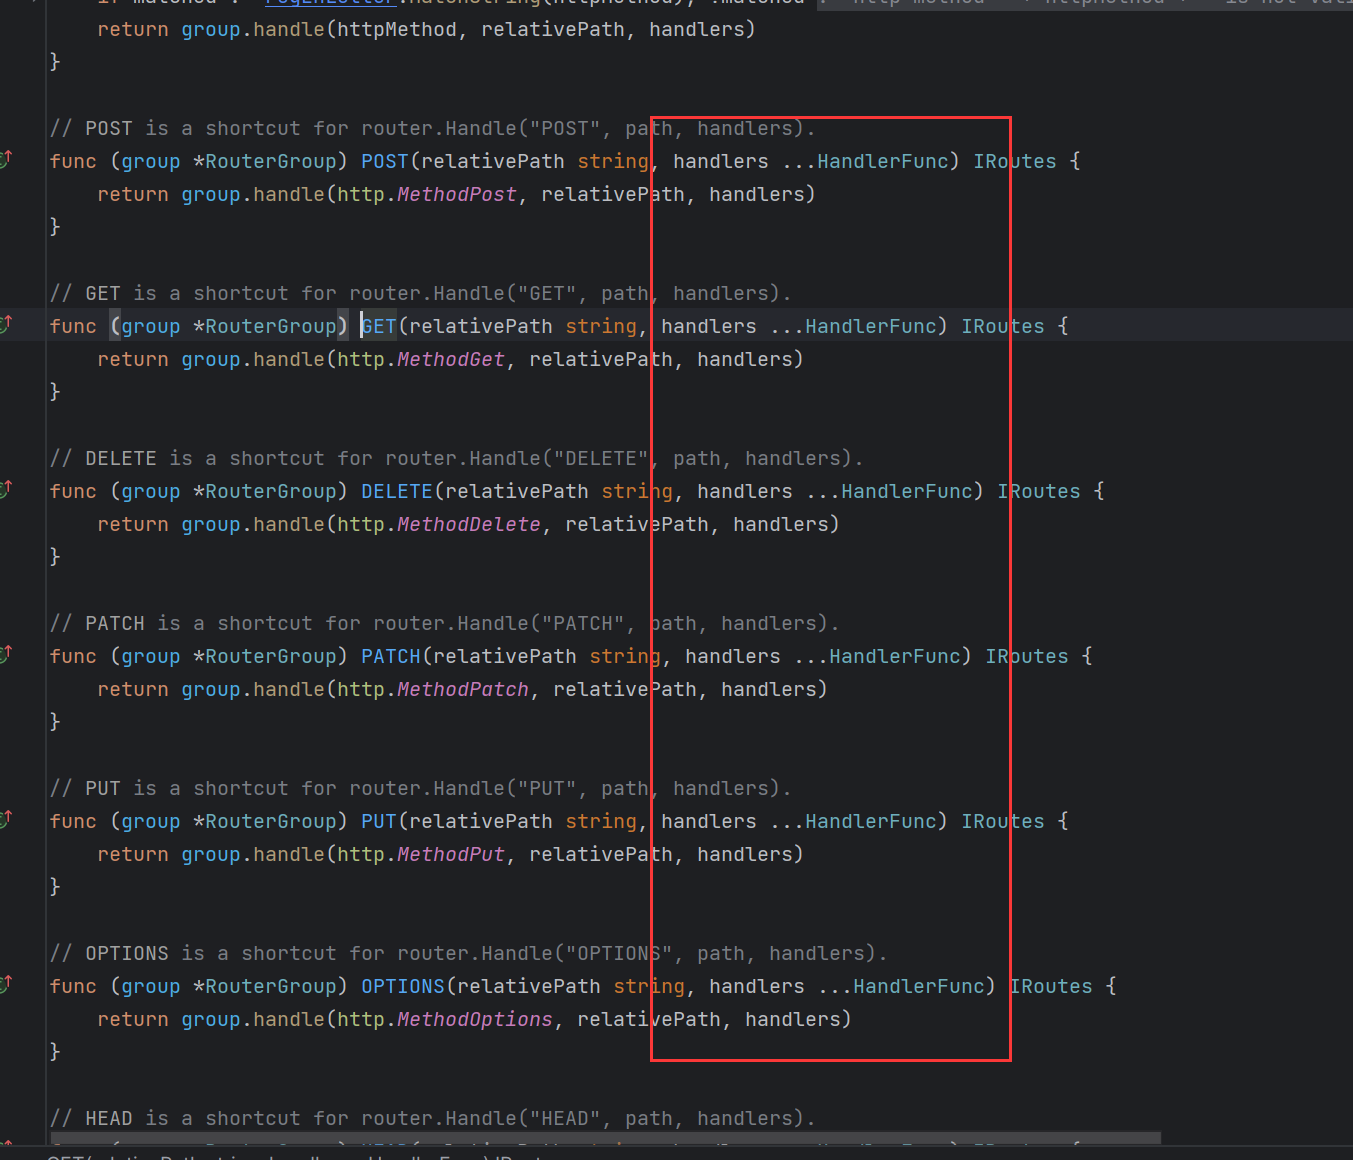 return group.handle(httpMethod, relativePath, handlers)
}
// POST is a shortcut for router.Handle("POST", path, handlers).
func (group *RouterGroup) POST(relativePath string, handlers ...HandlerFunc) IRoutes {
return group.handle(http.MethodPost, relativePath, handlers)
}
// GET is a shortcut for router.Handle("GET", path, handlers).
func (group *RouterGroup) GET(relativePath string, handlers ...HandlerFunc) IRoutes {
return group.handle(http.MethodGet, relativePath, handlers)
}
// DELETE is a shortcut for router.Handle("DELETE", path, handlers).
func (group *RouterGroup) DELETE(relativePath string, handlers ...HandlerFunc) IRoutes {
return group.handle(http.MethodDelete, relativePath, handlers)
}
// PATCH is a shortcut for router.Handle("PATCH", path, handlers).
func (group *RouterGroup) PATCH(relativePath string, handlers ...HandlerFunc) IRoutes {
return group.handle(http.MethodPatch, relativePath, handlers)
}
// PUT is a shortcut for router.Handle("PUT", path, handlers).
func (group *RouterGroup) PUT(relativePath string, handlers ...HandlerFunc) IRoutes {
return group.handle(http.MethodPut, relativePath, handlers)
}
// OPTIONS is a shortcut for router.Handle("OPTIONS", path, handlers).
func (group *RouterGroup) OPTIONS(relativePath string, handlers ...HandlerFunc) IRoutes {
return group.handle(http.MethodOptions, relativePath, handlers)
}
// HEAD is a shortcut for router.Handle("HEAD", path, handlers).